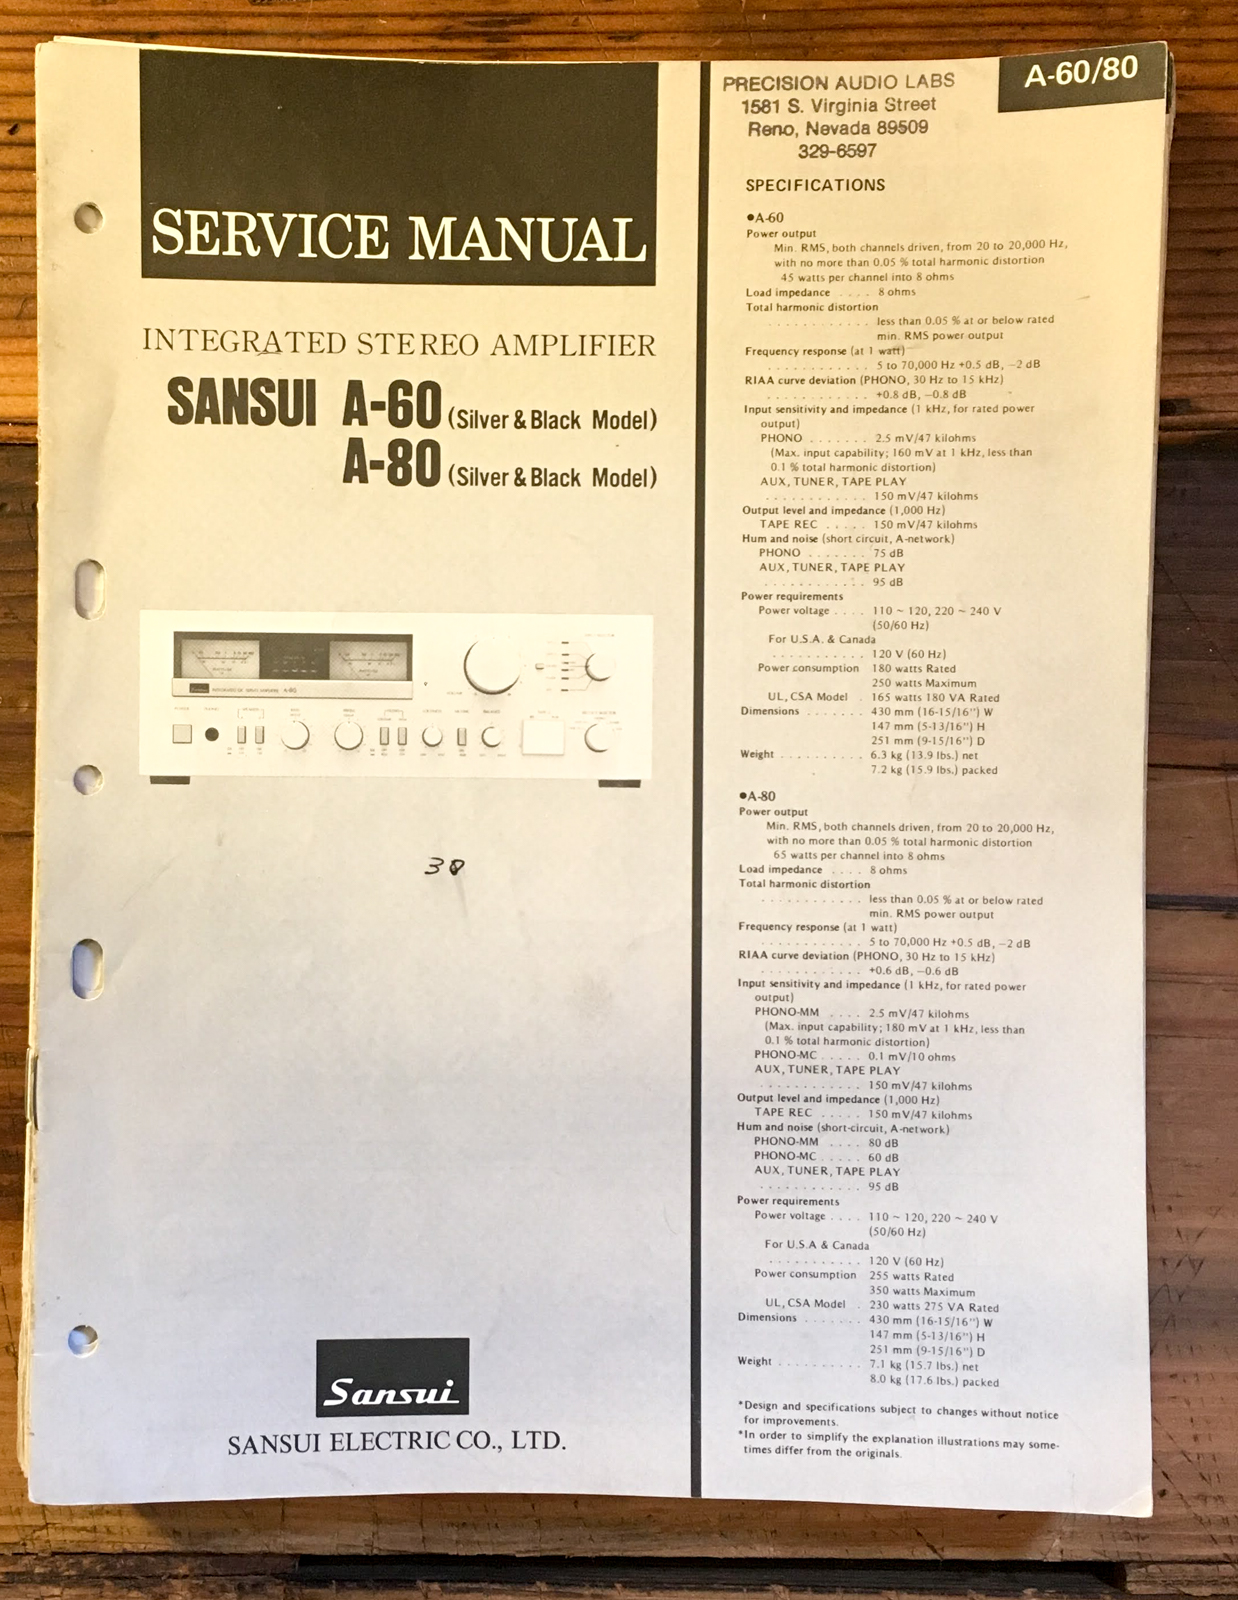 SERVICE MANUAL
INTEGRATED STEREO AMPLIFIER
SANSUI A-60 (Silver & Black Model)
A-80 (Silver & Black Model)
38
Sansui
SANSUI ELECTRIC CO., LTD.
A-60/80
PRECISION AUDIO LABS
1581 S. Virginia Street
Reno, Nevada 89509
329-6597
SPECIFICATIONS
●A-60
Power output
Min. RMS, both channels driven, from 20 to 20,000 Hz,
with no more than 0.05 % total harmonic distortion
45 watts per channel into 8 ohms
Load impedance . . . . 8 ohms
Total harmonic distortion
. . . . . . . . . . . . less than 0.05 % at or below rated
min. RMS power output
Frequency response (at 1 watt)
. . . . . . . . . . . . 5 to 70,000 Hz +0.5 dB, −2 dB
RIAA curve deviation (PHONO, 30 Hz to 15 kHz)
. . . . . . . . . . . . +0.8 dB, −0.8 dB
Input sensitivity and impedance (1 kHz, for rated power
output)
PHONO . . . . . . . 2.5 mV/47 kilohms
(Max. input capability; 160 mV at 1 kHz, less than
0.1 % total harmonic distortion)
AUX, TUNER, TAPE PLAY
. . . . . . . . . . . . 150 mV/47 kilohms
Output level and impedance (1,000 Hz)
TAPE REC . . . . . 150 mV/47 kilohms
Hum and noise (short circuit, A-network)
PHONO . . . . . . . 75 dB
AUX, TUNER, TAPE PLAY
. . . . . . . . . . . . 95 dB
Power requirements
Power voltage . . . . 110 ~ 120, 220 ~ 240 V
(50/60 Hz)
For U.S.A. & Canada
. . . . . . . . . . . 120 V (60 Hz)
Power consumption 180 watts Rated
250 watts Maximum
UL, CSA Model . 165 watts 180 VA Rated
Dimensions . . . . . . . 430 mm (16-15/16") W
147 mm (5-13/16") H
251 mm (9-15/16") D
Weight . . . . . . . . . . 6.3 kg (13.9 lbs.) net
7.2 kg (15.9 lbs.) packed
●A-80
Power output
Min. RMS, both channels driven, from 20 to 20,000 Hz,
with no more than 0.05 % total harmonic distortion
65 watts per channel into 8 ohms
Load impedance . . . . 8 ohms
Total harmonic distortion
. . . . . . . . . . . . less than 0.05 % at or below rated
min. RMS power output
Frequency response (at 1 watt)
. . . . . . . . . . . . 5 to 70,000 Hz +0.5 dB, −2 dB
RIAA curve deviation (PHONO, 30 Hz to 15 kHz)
. . . . . . . . . . . . +0.6 dB, −0.6 dB
Input sensitivity and impedance (1 kHz, for rated power
output)
PHONO-MM . . . . 2.5 mV/47 kilohms
(Max. input capability; 180 mV at 1 kHz, less than
0.1 % total harmonic distortion)
PHONO-MC . . . . . 0.1 mV/10 ohms
AUX, TUNER, TAPE PLAY
. . . . . . . . . . . . 150 mV/47 kilohms
Output level and impedance (1,000 Hz)
TAPE REC . . . . . 150 mV/47 kilohms
Hum and noise (short-circuit, A-network)
PHONO-MM . . . . 80 dB
PHONO-MC . . . . . 60 dB
AUX, TUNER, TAPE PLAY
. . . . . . . . . . . . 95 dB
Power requirements
Power voltage . . . . 110 ~ 120, 220 ~ 240 V
(50/60 Hz)
For U.S.A & Canada
. . . . . . . . . . . 120 V (60 Hz)
Power consumption 255 watts Rated
350 watts Maximum
UL, CSA Model . 230 watts 275 VA Rated
Dimensions . . . . . . . 430 mm (16-15/16") W
147 mm (5-13/16") H
251 mm (9-15/16") D
Weight . . . . . . . . . . 7.1 kg (15.7 lbs.) net
8.0 kg (17.6 lbs.) packed
*Design and specifications subject to changes without notice
for improvements.
*In order to simplify the explanation illustrations may some-
times differ from the originals.